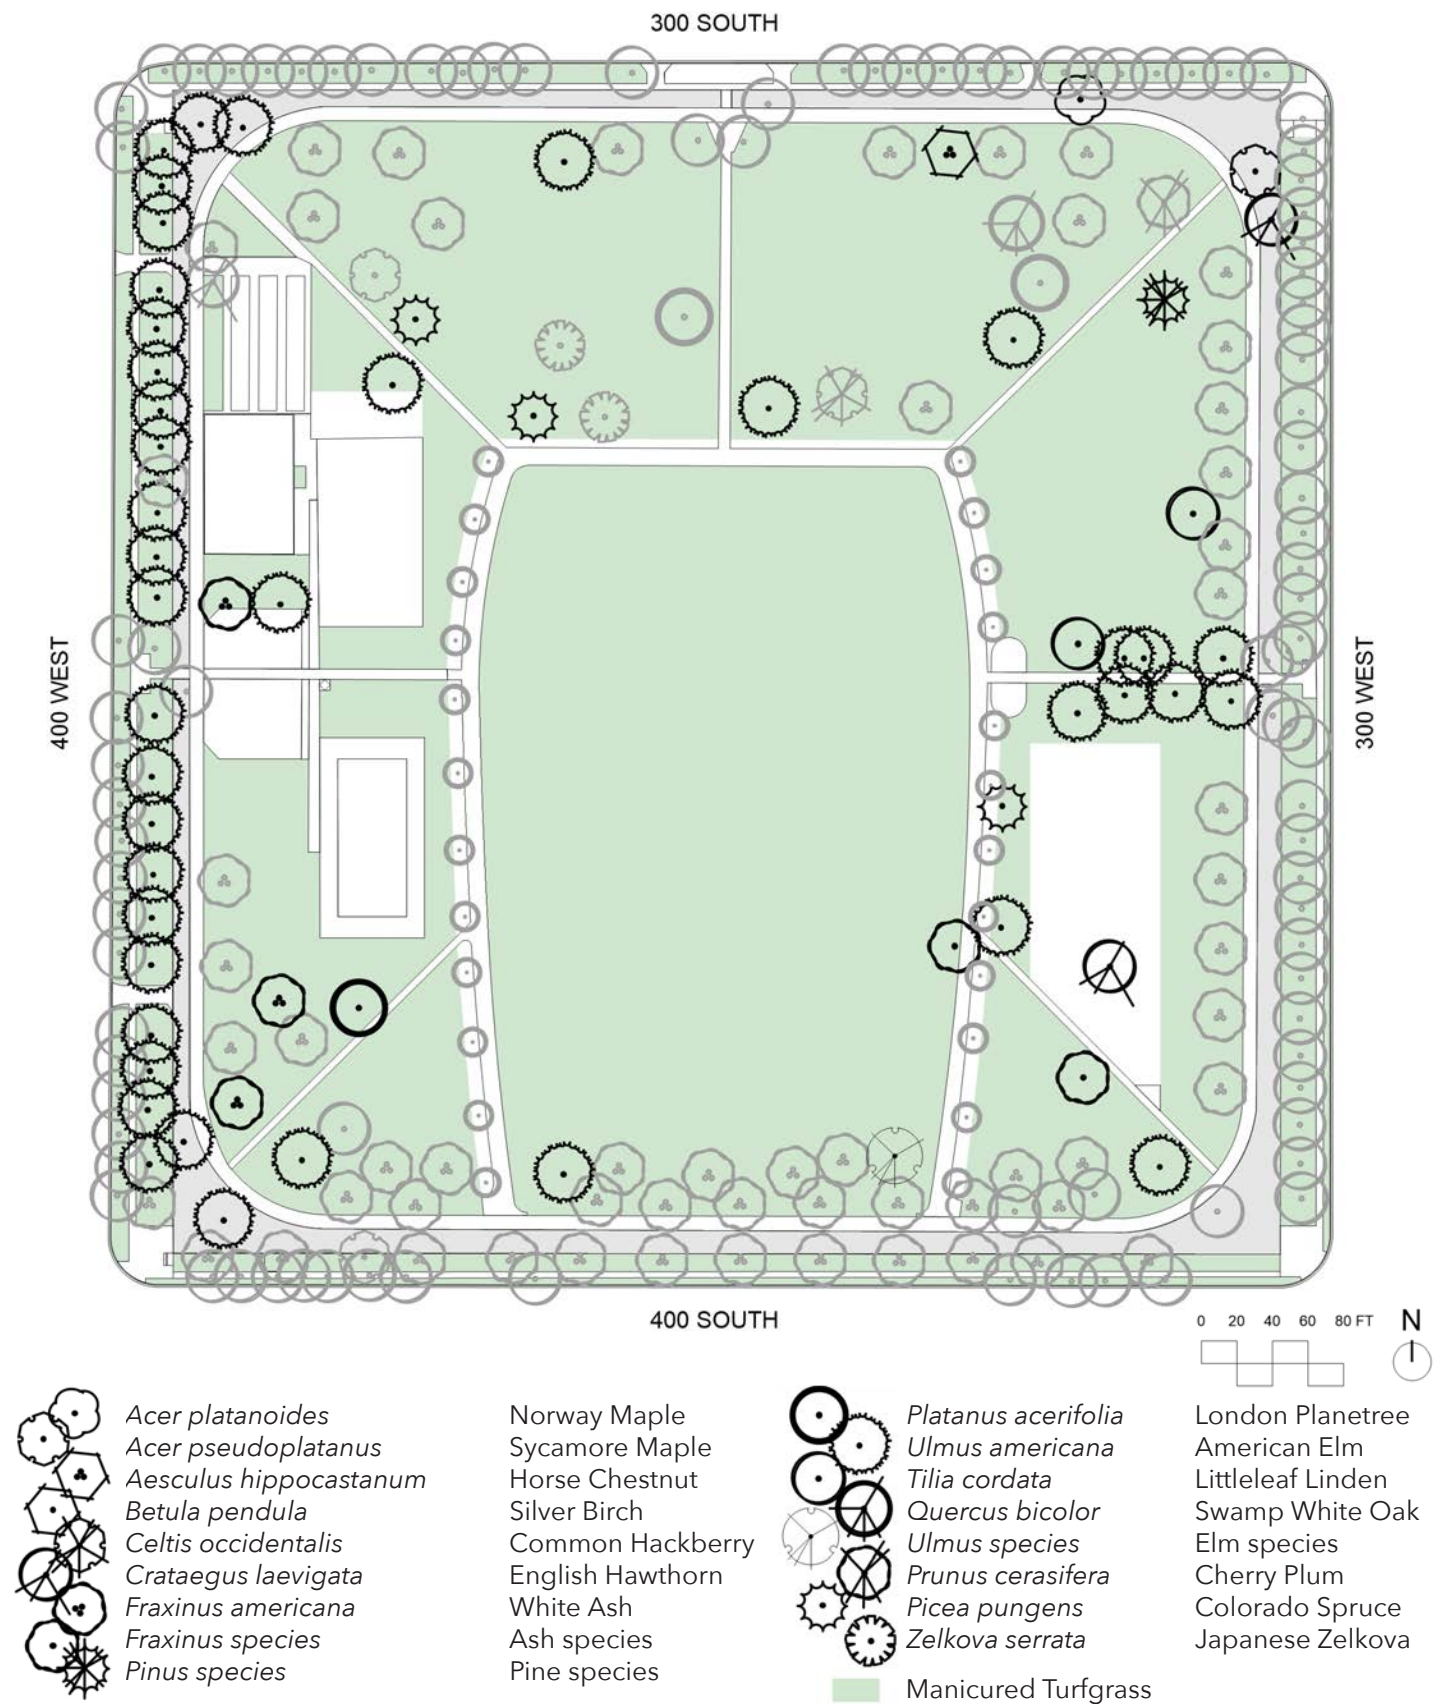 300 SOUTH
400 WEST
300 WEST
400 SOUTH
0 20 40 60 80 FT
N
Acer platanoides Norway Maple
Acer pseudoplatanus Sycamore Maple
Aesculus hippocastanum Horse Chestnut
Betula pendula Silver Birch
Celtis occidentalis Common Hackberry
Crataegus laevigata English Hawthorn
Fraxinus americana White Ash
Fraxinus species Ash species
Pinus species Pine species
Platanus acerifolia London Planetree
Ulmus americana American Elm
Tilia cordata Littleleaf Linden
Quercus bicolor Swamp White Oak
Ulmus species Elm species
Prunus cerasifera Cherry Plum
Picea pungens Colorado Spruce
Zelkova serrata Japanese Zelkova
Manicured Turfgrass